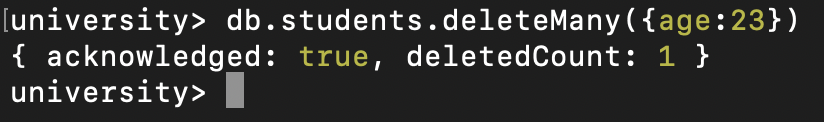 [university> db.students.deleteMany({age:23})
{ acknowledged: true, deletedCount: 1 }
university>